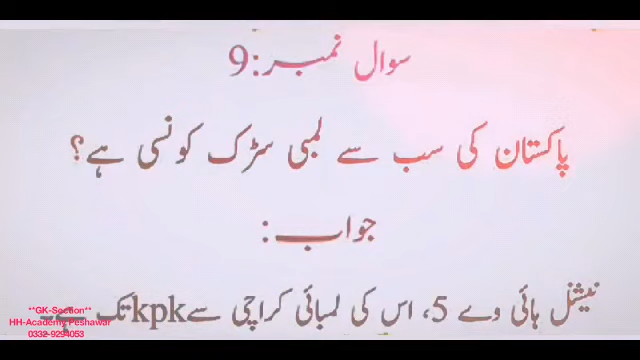 سوال نمبر:9
پاکستان کی سب سے لمبی سڑک کونسی ہے؟
جواب:
نیشنل ہائی وے 5، اس کی لمبائی کراچی سے kpk تک ہے۔
**GK-Section**
HH-Academy Peshawar
0332-9294053